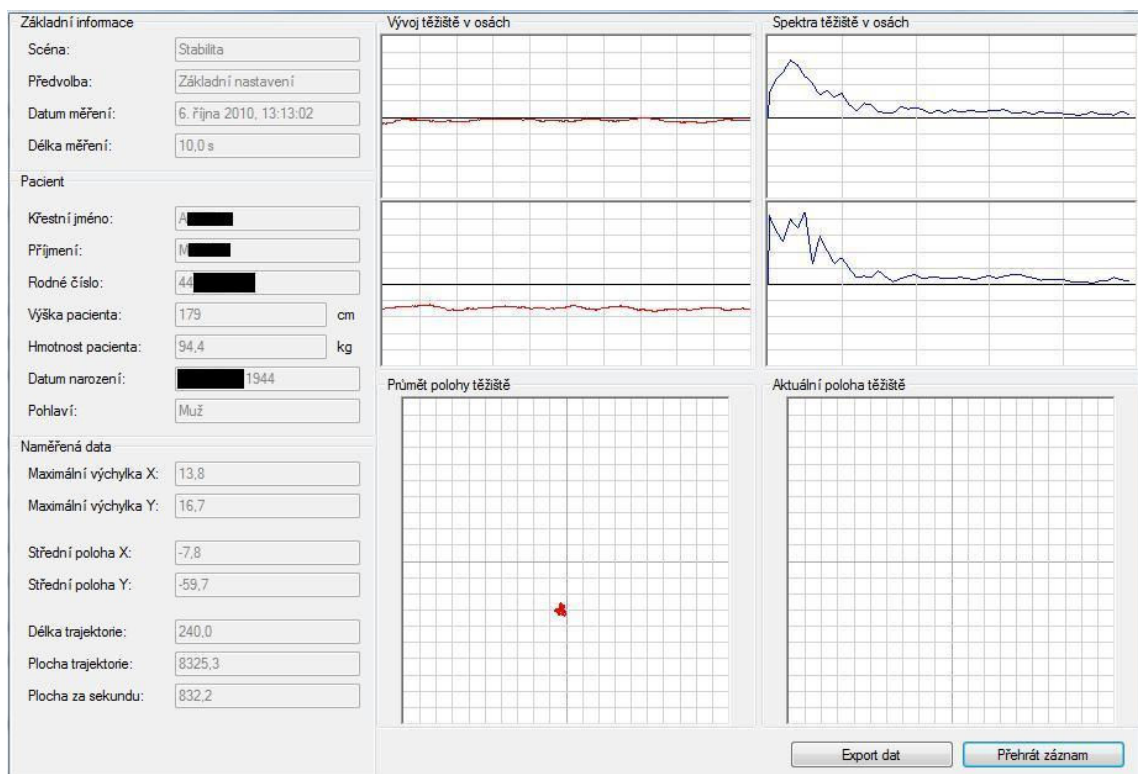 Základní informace
Scéna: Stabilita
Předvolba: Základní nastavení
Datum měření: 6. října 2010, 13:13:02
Délka měření: 10,0 s
Pacient
Křestní jméno: A
Příjmení: M
Rodné číslo: 44
Výška pacienta: 179 cm
Hmotnost pacienta: 94,4 kg
Datum narození: 1944
Pohlaví: Muž
Naměřená data
Maximální výchylka X: 13,8
Maximální výchylka Y: 16,7
Střední poloha X: -7,8
Střední poloha Y: -59,7
Délka trajektorie: 240,0
Plocha trajektorie: 8325,3
Plocha za sekundu: 832,2
Vývoj těžiště v osách
Spektra těžiště v osách
Průmět polohy těžiště
Aktuální poloha těžiště
Export dat
Přehrát záznam